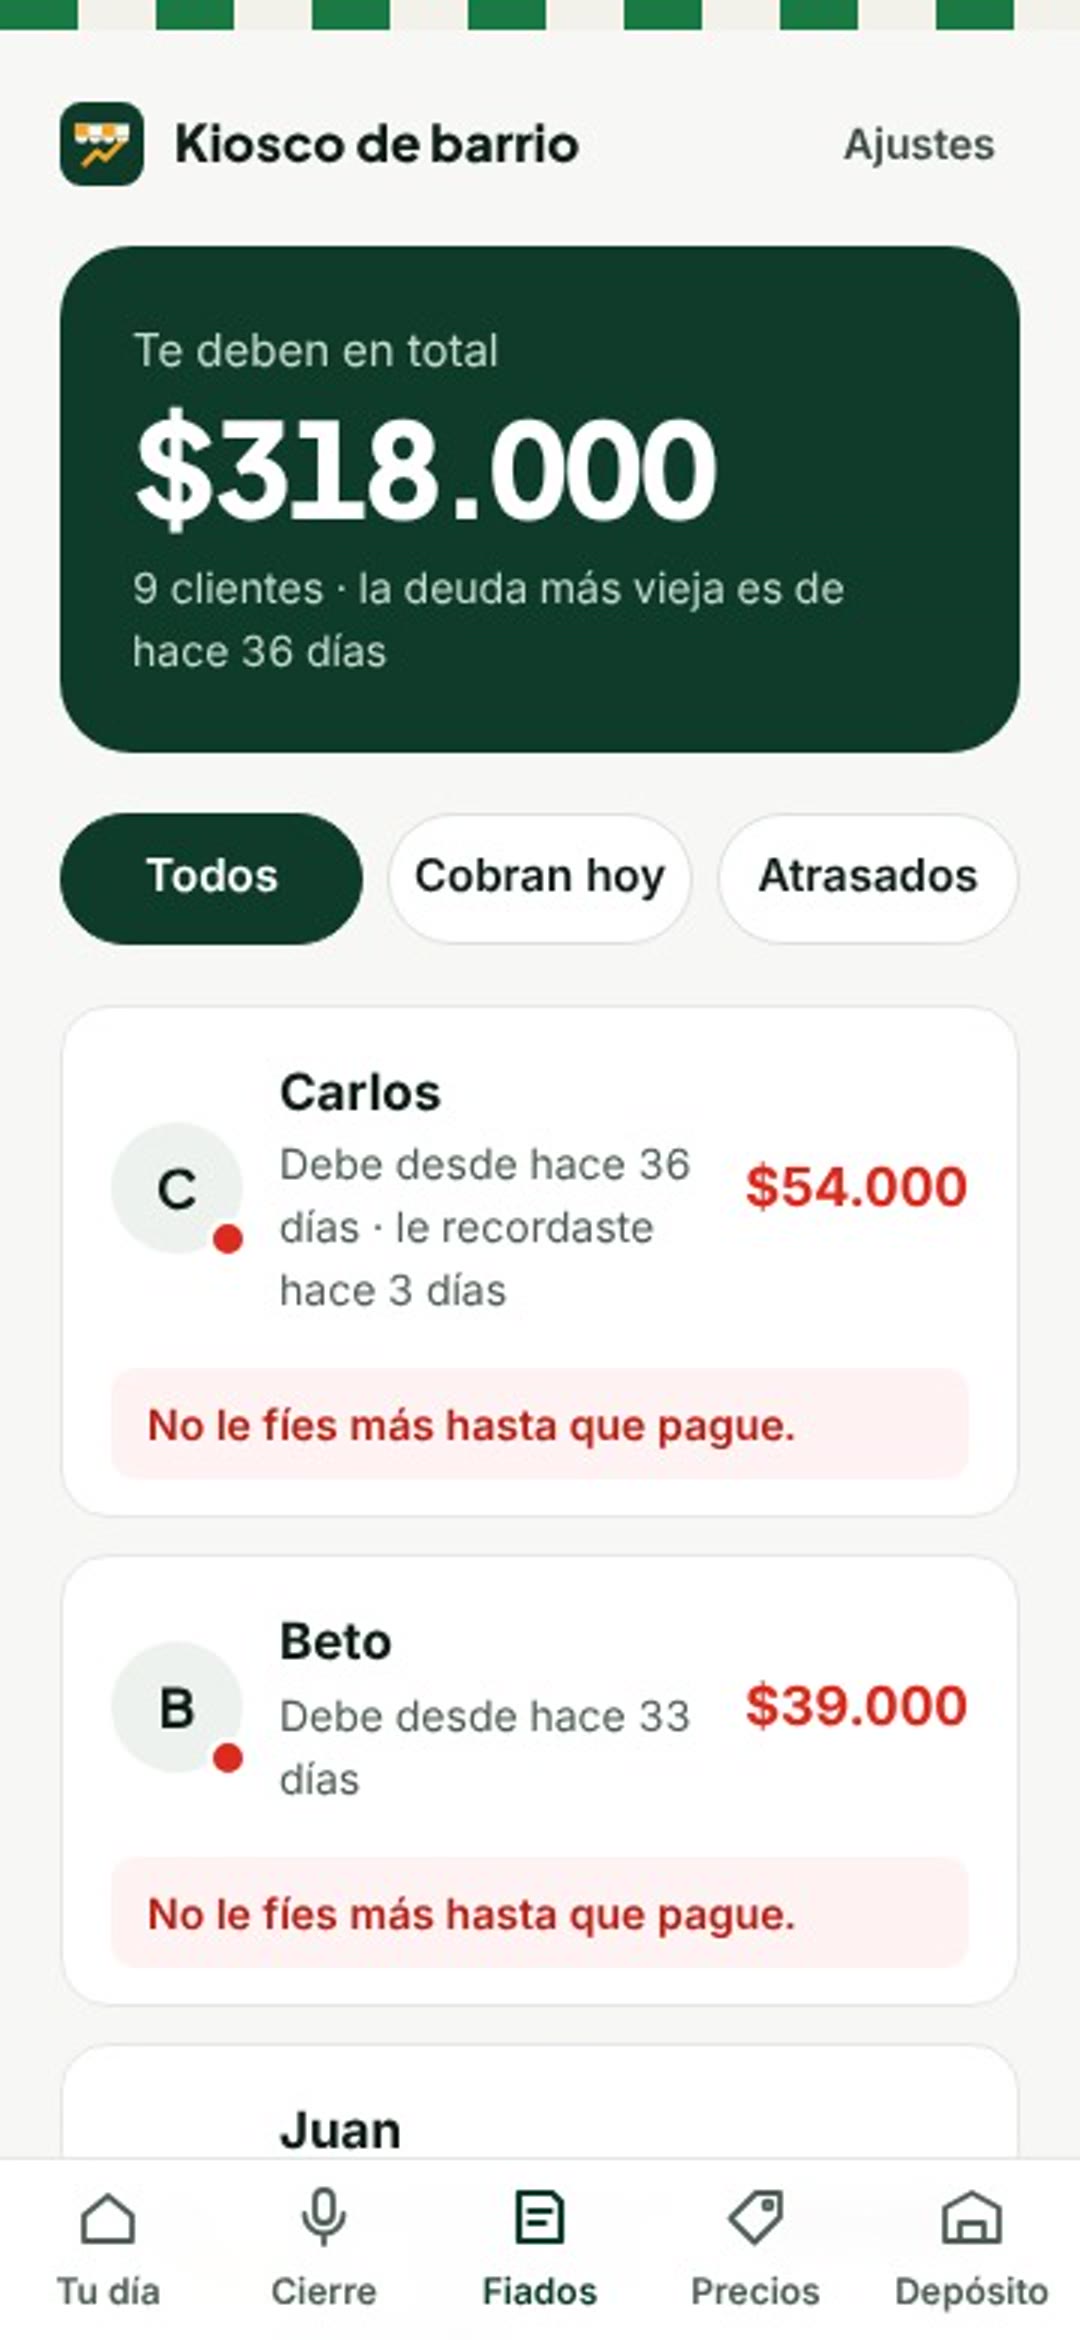 Kiosco de barrio
Ajustes
Te deben en total
$318.000
9 clientes · la deuda más vieja es de
hace 36 días
Todos
Cobran hoy
Atrasados
Carlos
C
Debe desde hace 36
días · le recordaste
hace 3 días
$54.000
No le fíes más hasta que pague.
Beto
B
Debe desde hace 33
días
$39.000
No le fíes más hasta que pague.
Juan
Tu día
Cierre
Fiados
Precios
Depósito